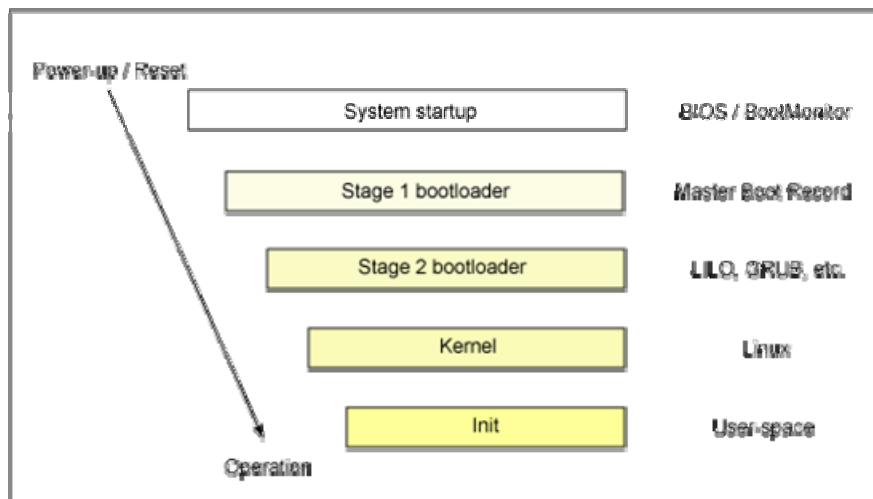 Power-up / Reset
System startup
BIOS / BootMonitor
Stage 1 bootloader
Master Boot Record
Stage 2 bootloader
LILO, GRUB, etc.
Kernel
Linux
Init
User-space
Operation